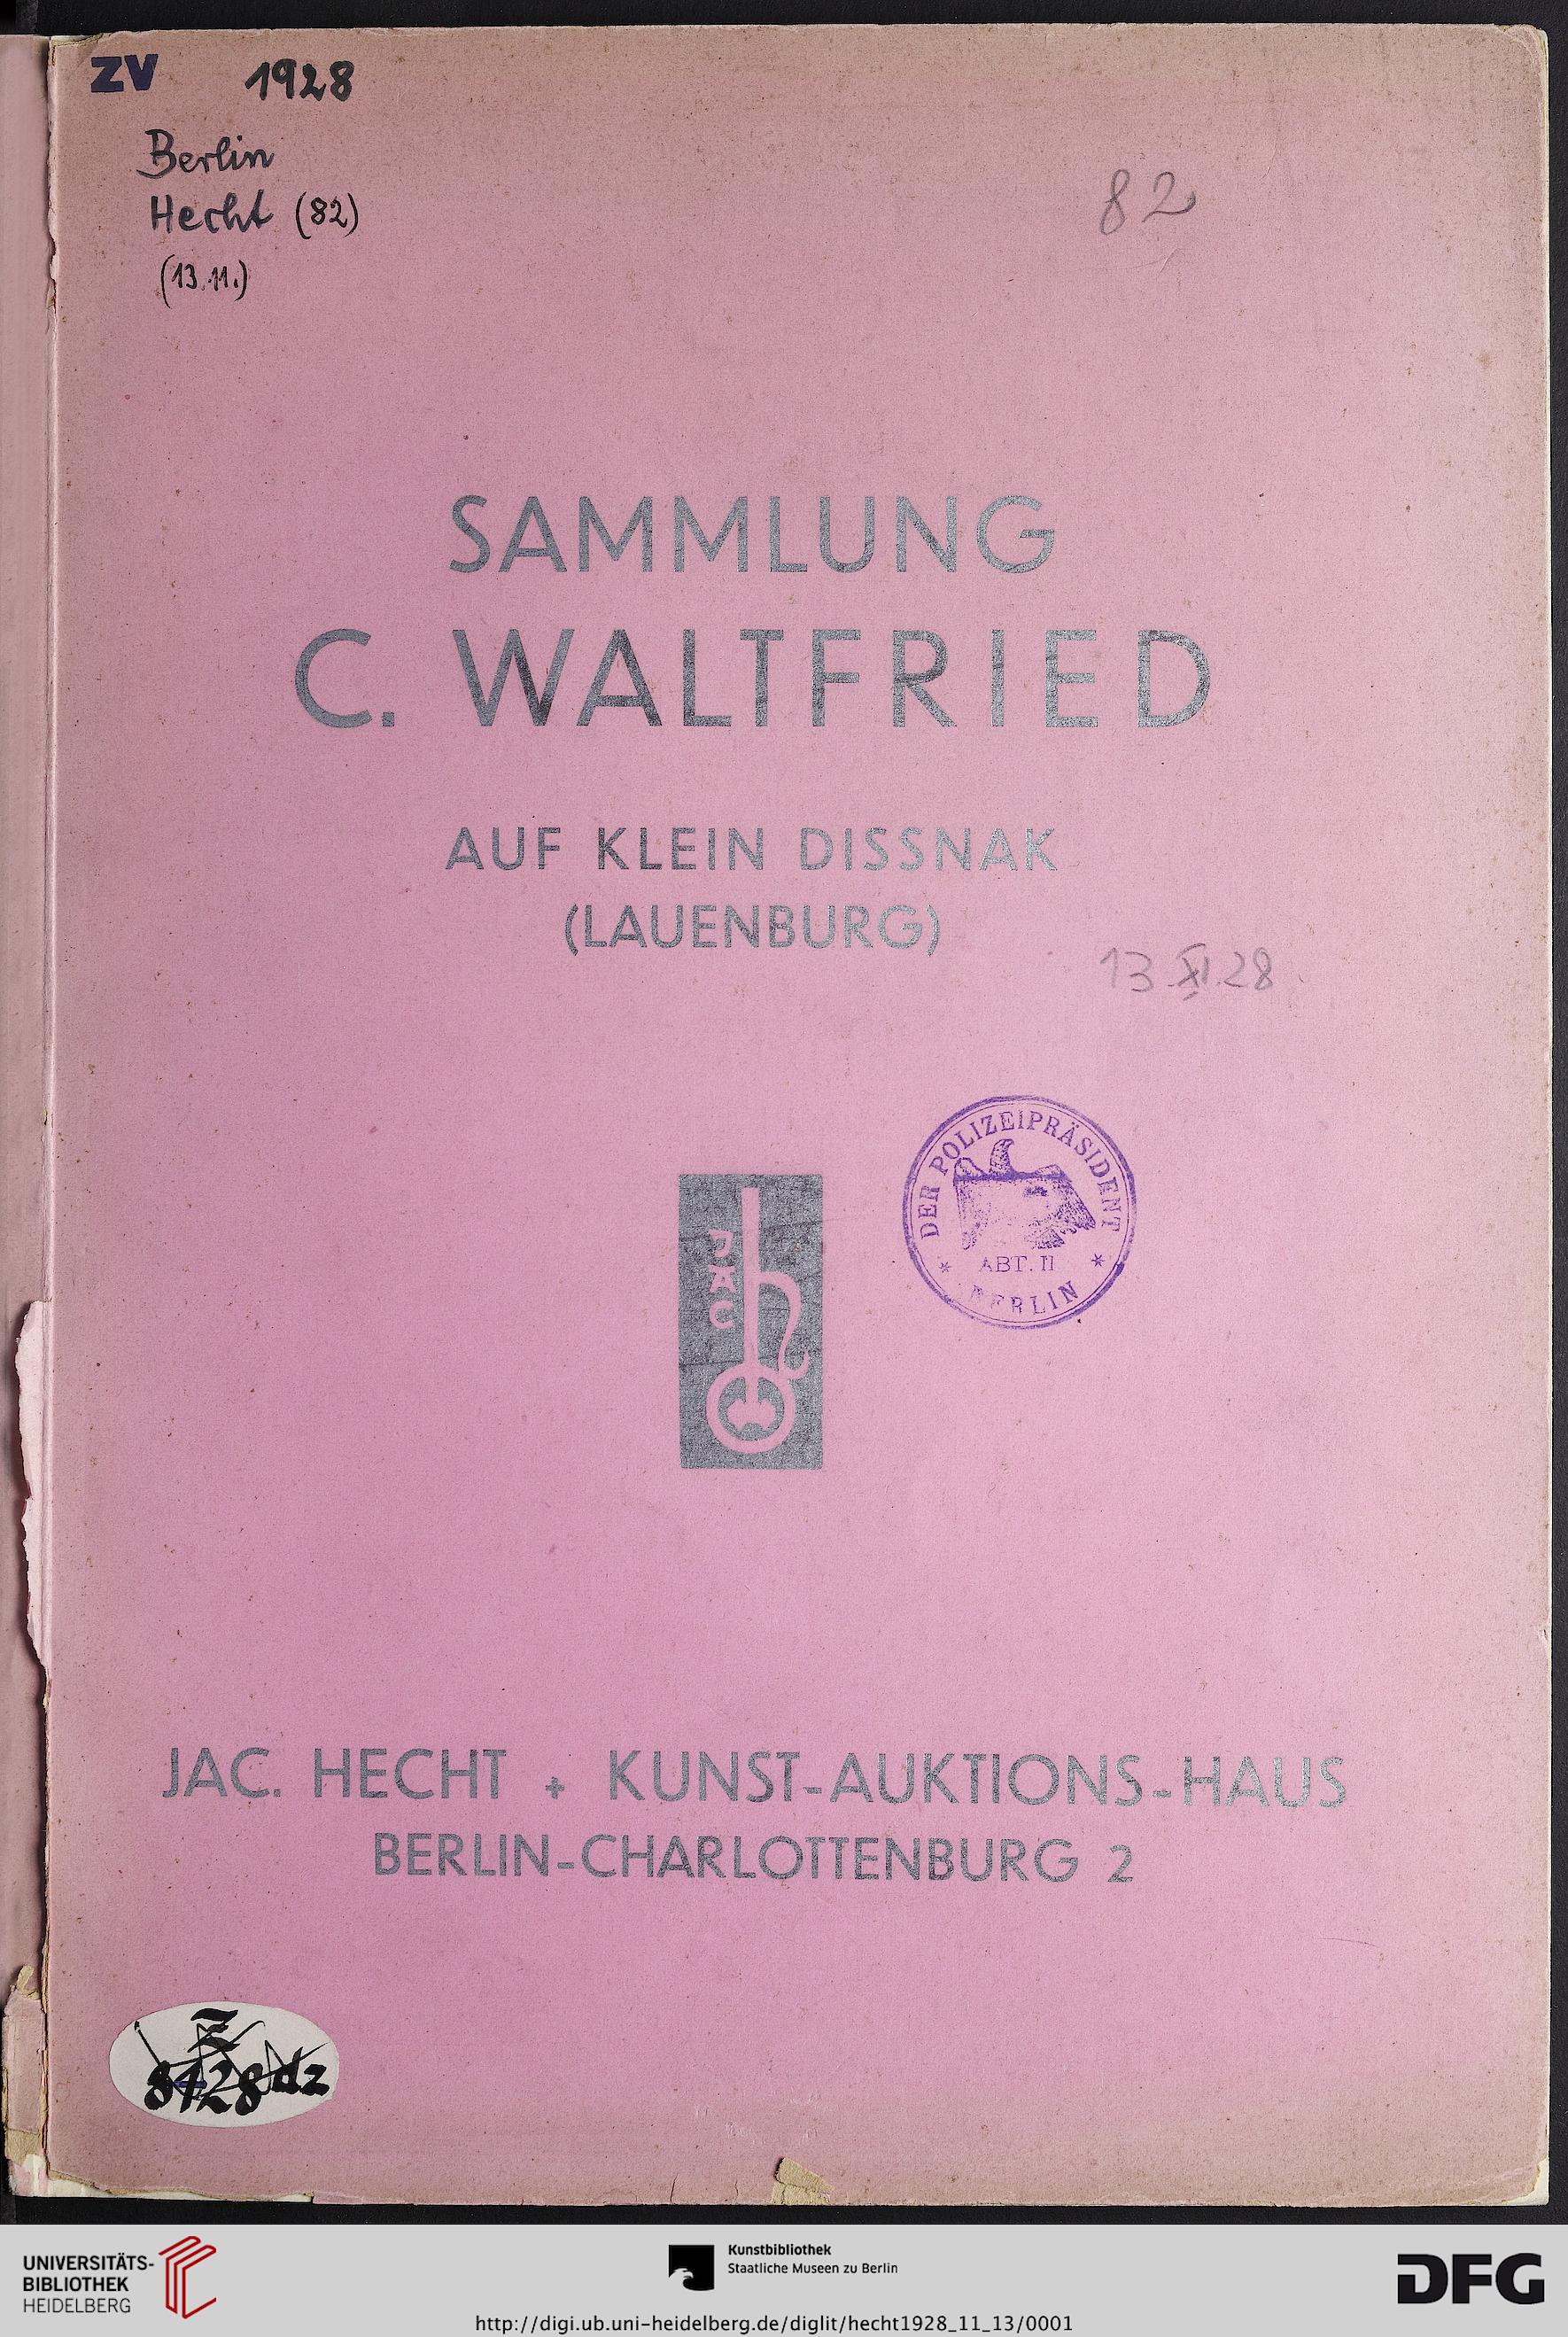 ZV 1928
Berlin
Hecht (82)
(13.11.)
82
SAMMLUNG
C. WALTFRIED
AUF KLEIN DISSNAK
(LAUENBURG)
13.XI.28.
DER POLIZEIPRÄSIDENT
* ABT. II *
BERLIN
JAC
JAC. HECHT + KUNST-AUKTIONS-HAUS
BERLIN-CHARLOTTENBURG 2
8128 dz
UNIVERSITÄTS-
BIBLIOTHEK
HEIDELBERG
Kunstbibliothek
Staatliche Museen zu Berlin
DFG
http://digi.ub.uni-heidelberg.de/diglit/hecht1928_11_13/0001